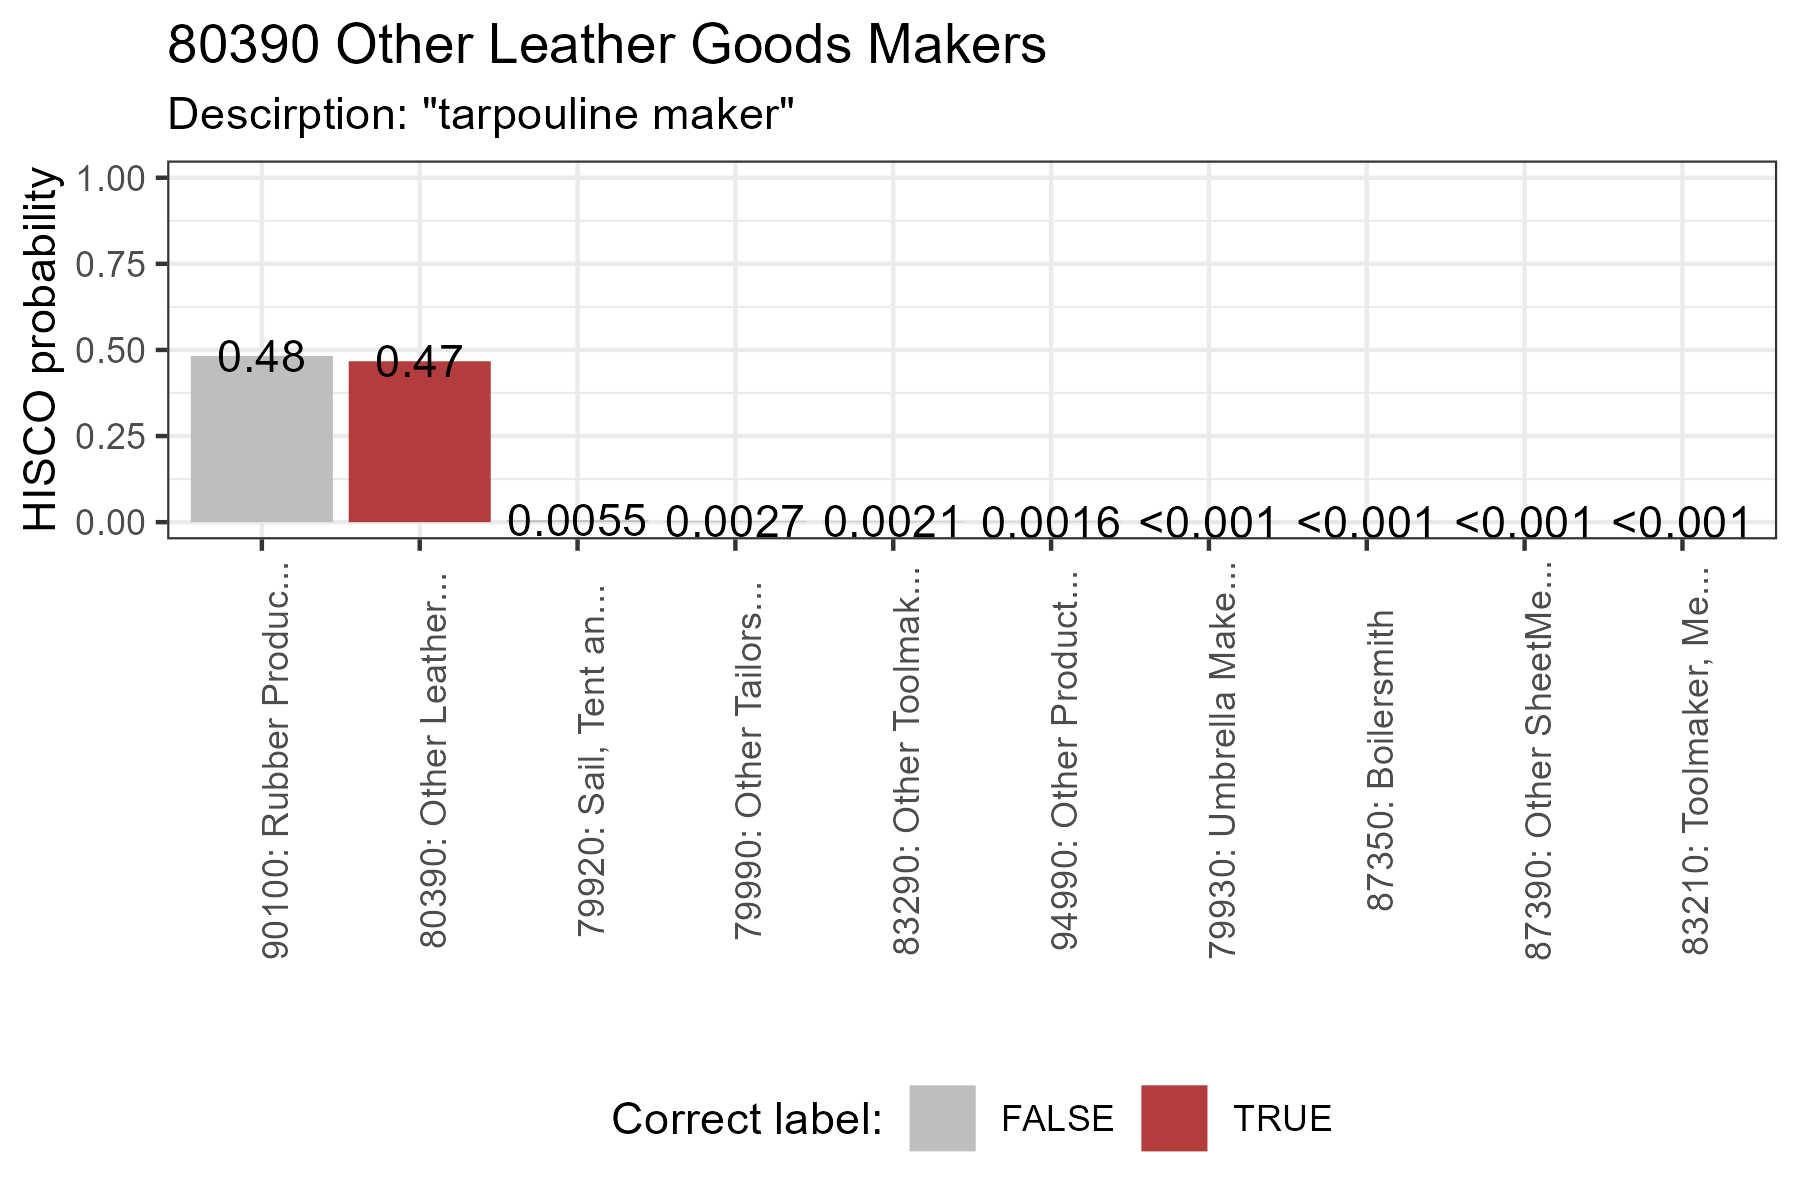 80390 Other Leather Goods Makers
Descirption: "tarpouline maker"
HISCO probability
1.00
0.75
0.50
0.25
0.00
0.48
0.47
0.0055
0.0027
0.0021
0.0016
<0.001
<0.001
<0.001
<0.001
90100: Rubber Produc...
80390: Other Leather...
79920: Sail, Tent an...
79990: Other Tailors...
83290: Other Toolmak...
94990: Other Product...
79930: Umbrella Make...
87350: Boilersmith
87390: Other SheetMe...
83210: Toolmaker, Me...
Correct label: FALSE TRUE